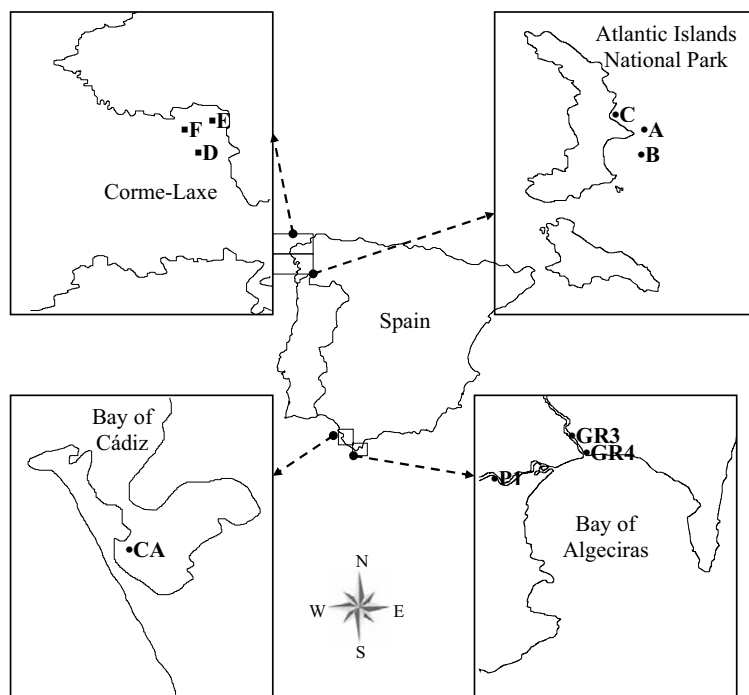 Atlantic Islands
National Park
C
A
B
E
F
D
Corme-Laxe
Spain
Bay of
Cádiz
CA
GR3
GR4
P1
Bay of
Algeciras
N
W
E
S